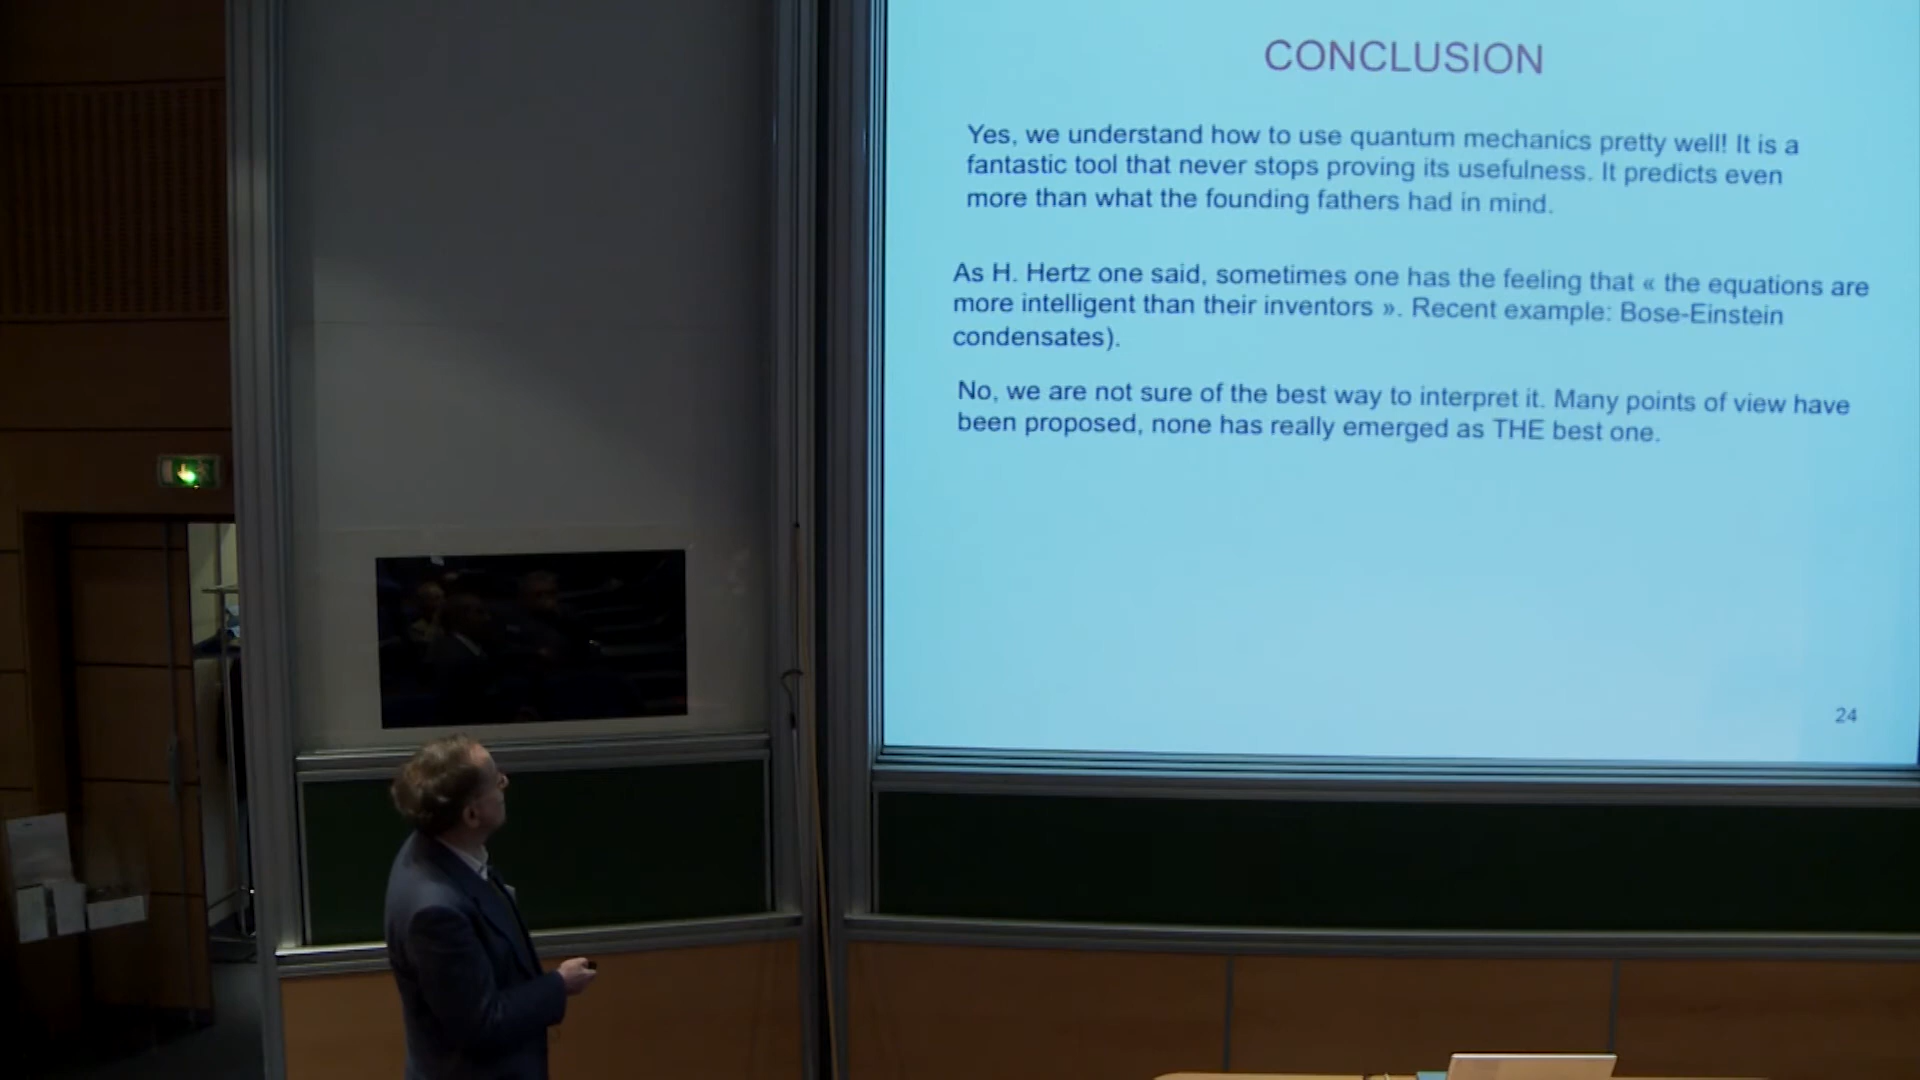 CONCLUSION
Yes, we understand how to use quantum mechanics pretty well! It is a
fantastic tool that never stops proving its usefulness. It predicts even
more than what the founding fathers had in mind.
As H. Hertz one said, sometimes one has the feeling that « the equations are
more intelligent than their inventors ». Recent example: Bose-Einstein
condensates).
No, we are not sure of the best way to interpret it. Many points of view have
been proposed, none has really emerged as THE best one.
24